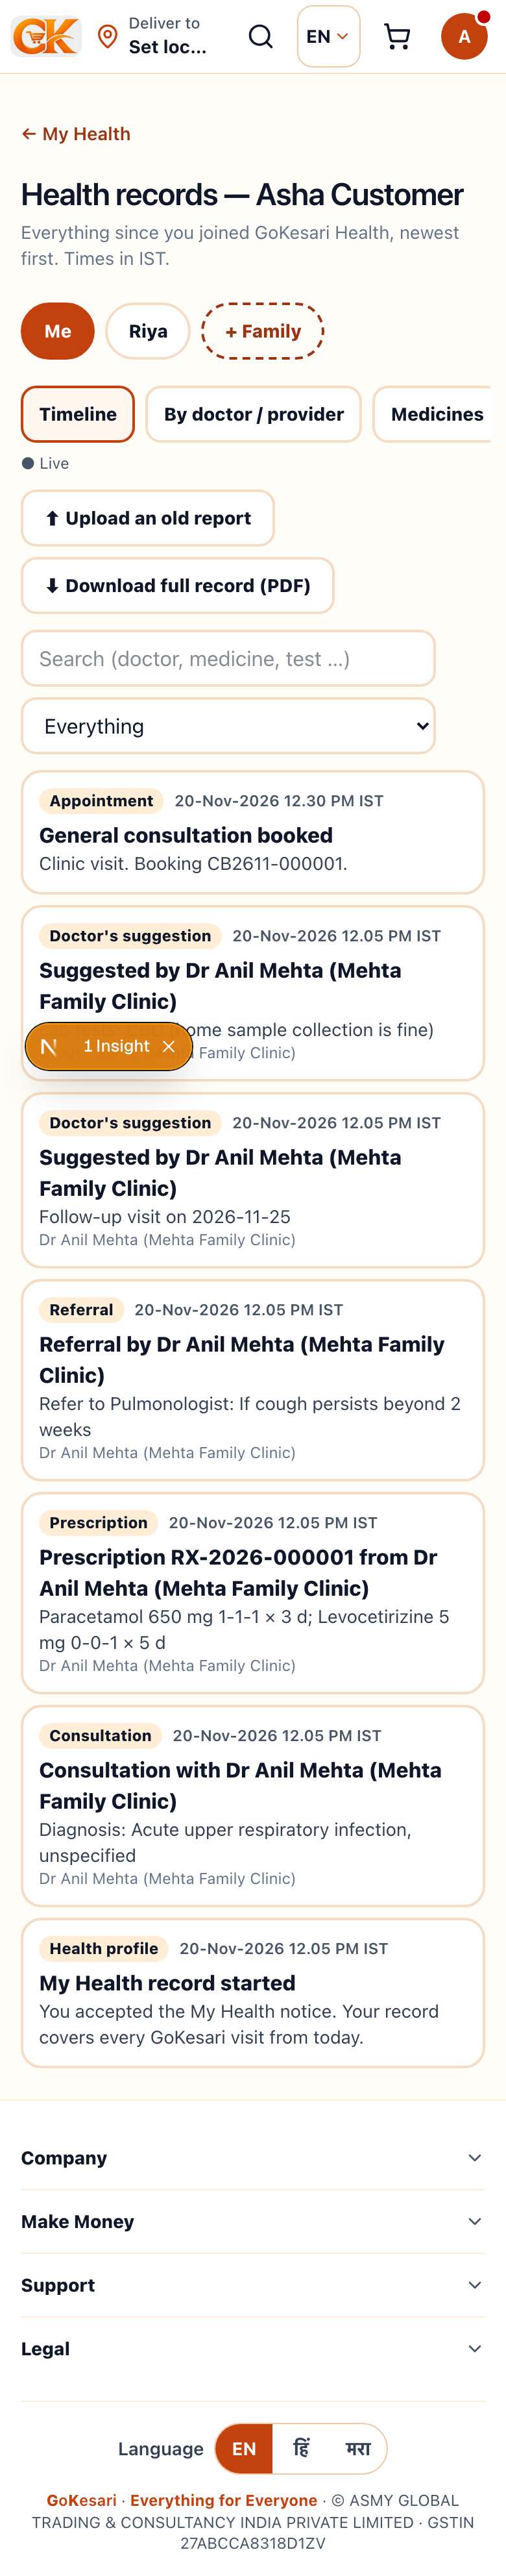 GK
Deliver to
Set loc...
EN
A
← My Health
Health records — Asha Customer
Everything since you joined GoKesari Health, newest
first. Times in IST.
Me
Riya
+ Family
Timeline
By doctor / provider
Medicines
Live
⬆ Upload an old report
⬇ Download full record (PDF)
Search (doctor, medicine, test ...)
Everything
Appointment 20-Nov-2026 12.30 PM IST
General consultation booked
Clinic visit. Booking CB2611-000001.
Doctor's suggestion 20-Nov-2026 12.05 PM IST
Suggested by Dr Anil Mehta (Mehta
Family Clinic)
sample collection is fine)
Family Clinic)
N 1 Insight ×
Doctor's suggestion 20-Nov-2026 12.05 PM IST
Suggested by Dr Anil Mehta (Mehta
Family Clinic)
Follow-up visit on 2026-11-25
Dr Anil Mehta (Mehta Family Clinic)
Referral 20-Nov-2026 12.05 PM IST
Referral by Dr Anil Mehta (Mehta Family
Clinic)
Refer to Pulmonologist: If cough persists beyond 2
weeks
Dr Anil Mehta (Mehta Family Clinic)
Prescription 20-Nov-2026 12.05 PM IST
Prescription RX-2026-000001 from Dr
Anil Mehta (Mehta Family Clinic)
Paracetamol 650 mg 1-1-1 × 3 d; Levocetirizine 5
mg 0-0-1 × 5 d
Dr Anil Mehta (Mehta Family Clinic)
Consultation 20-Nov-2026 12.05 PM IST
Consultation with Dr Anil Mehta (Mehta
Family Clinic)
Diagnosis: Acute upper respiratory infection,
unspecified
Dr Anil Mehta (Mehta Family Clinic)
Health profile 20-Nov-2026 12.05 PM IST
My Health record started
You accepted the My Health notice. Your record
covers every GoKesari visit from today.
Company
Make Money
Support
Legal
Language EN हिं मरा
GoKesari · Everything for Everyone · © ASMY GLOBAL
TRADING & CONSULTANCY INDIA PRIVATE LIMITED · GSTIN
27ABCCA8318D1ZV